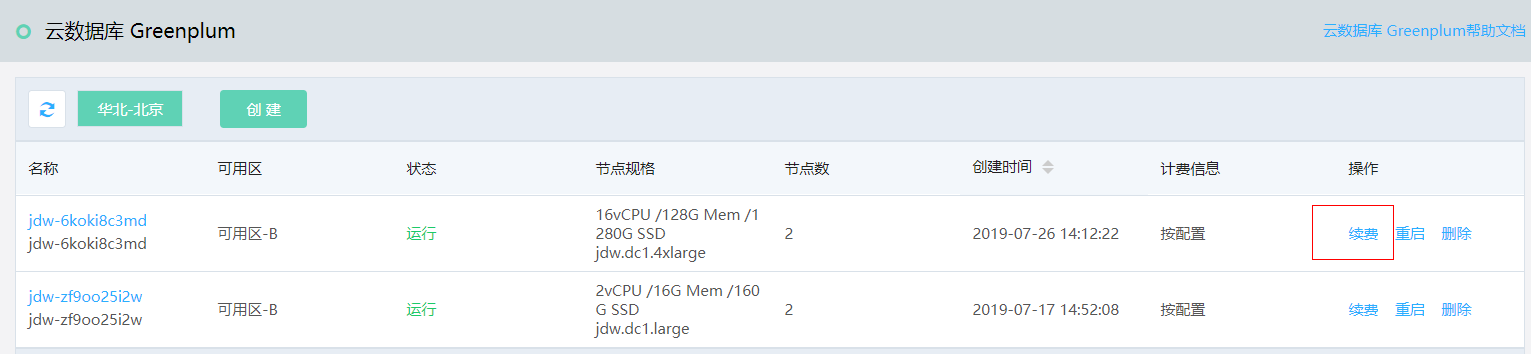 云数据库 Greenplum
云数据库 Greenplum帮助文档
华北-北京
创 建
名称
可用区
状态
节点规格
节点数
创建时间
计费信息
操作
jdw-6koki8c3md
jdw-6koki8c3md
可用区-B
运行
16vCPU /128G Mem /1
280G SSD
jdw.dc1.4xlarge
2
2019-07-26 14:12:22
按配置
续费 重启 删除
jdw-zf9oo25i2w
jdw-zf9oo25i2w
可用区-B
运行
2vCPU /16G Mem /160
G SSD
jdw.dc1.large
2
2019-07-17 14:52:08
按配置
续费 重启 删除